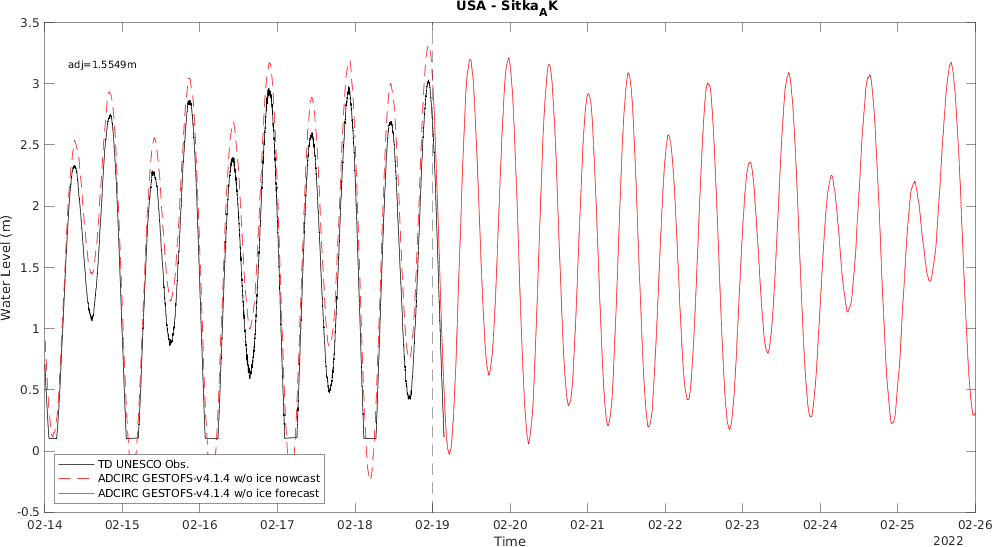 USA - Sitka_AK
adj=1.5549m
3.5
3
2.5
2
1.5
1
0.5
0
-0.5
Water Level (m)
TD UNESCO Obs.
ADCIRC GESTOFS-v4.1.4 w/o ice nowcast
ADCIRC GESTOFS-v4.1.4 w/o ice forecast
02-14 02-15 02-16 02-17 02-18 02-19 02-20 02-21 02-22 02-23 02-24 02-25 02-26
Time
2022